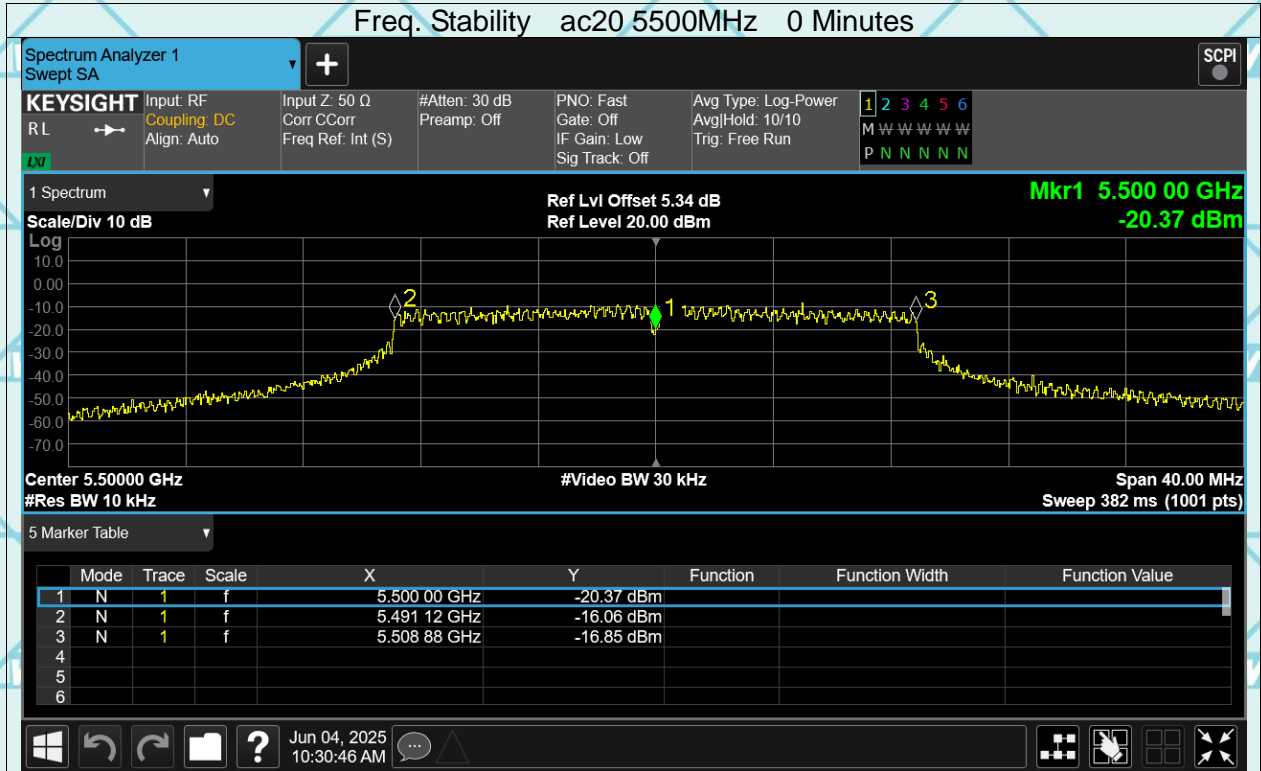 Freq. Stability ac20 5500MHz 0 Minutes
Spectrum Analyzer 1
Swept SA
SCPI
KEYSIGHT
RL
LXI
Input: RF
Coupling: DC
Align: Auto
Input Z: 50 Ω
Corr CCorr
Freq Ref: Int (S)
#Atten: 30 dB
Preamp: Off
PNO: Fast
Gate: Off
IF Gain: Low
Sig Track: Off
Avg Type: Log-Power
Avg|Hold: 10/10
Trig: Free Run
1 2 3 4 5 6
M W W W W W
P N N N N N
1 Spectrum
Scale/Div 10 dB
Ref Lvl Offset 5.34 dB
Ref Level 20.00 dBm
Mkr1 5.500 00 GHz
-20.37 dBm
Log
10.0
0.00
-10.0
-20.0
-30.0
-40.0
-50.0
-60.0
-70.0
2
1
3
Center 5.50000 GHz
#Res BW 10 kHz
#Video BW 30 kHz
Span 40.00 MHz
Sweep 382 ms (1001 pts)
5 Marker Table
Mode Trace Scale X Y Function Function Width Function Value
1 N 1 f 5.500 00 GHz -20.37 dBm
2 N 1 f 5.491 12 GHz -16.06 dBm
3 N 1 f 5.508 88 GHz -16.85 dBm
4
5
6
?
Jun 04, 2025
10:30:46 AM